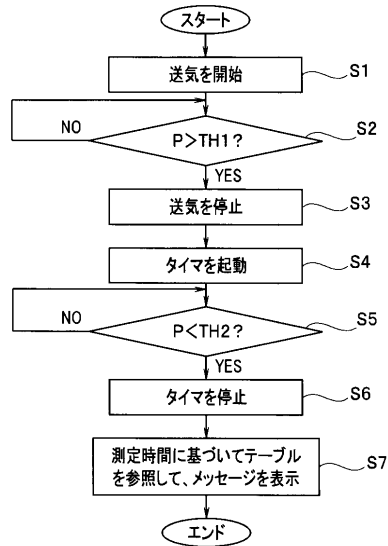 スタート
送気を開始
S1
P>TH1?
S2
NO
YES
送気を停止
S3
タイマを起動
S4
P<TH2?
S5
NO
YES
タイマを停止
S6
測定時間に基づいてテーブル
を参照して、メッセージを表示
S7
エンド